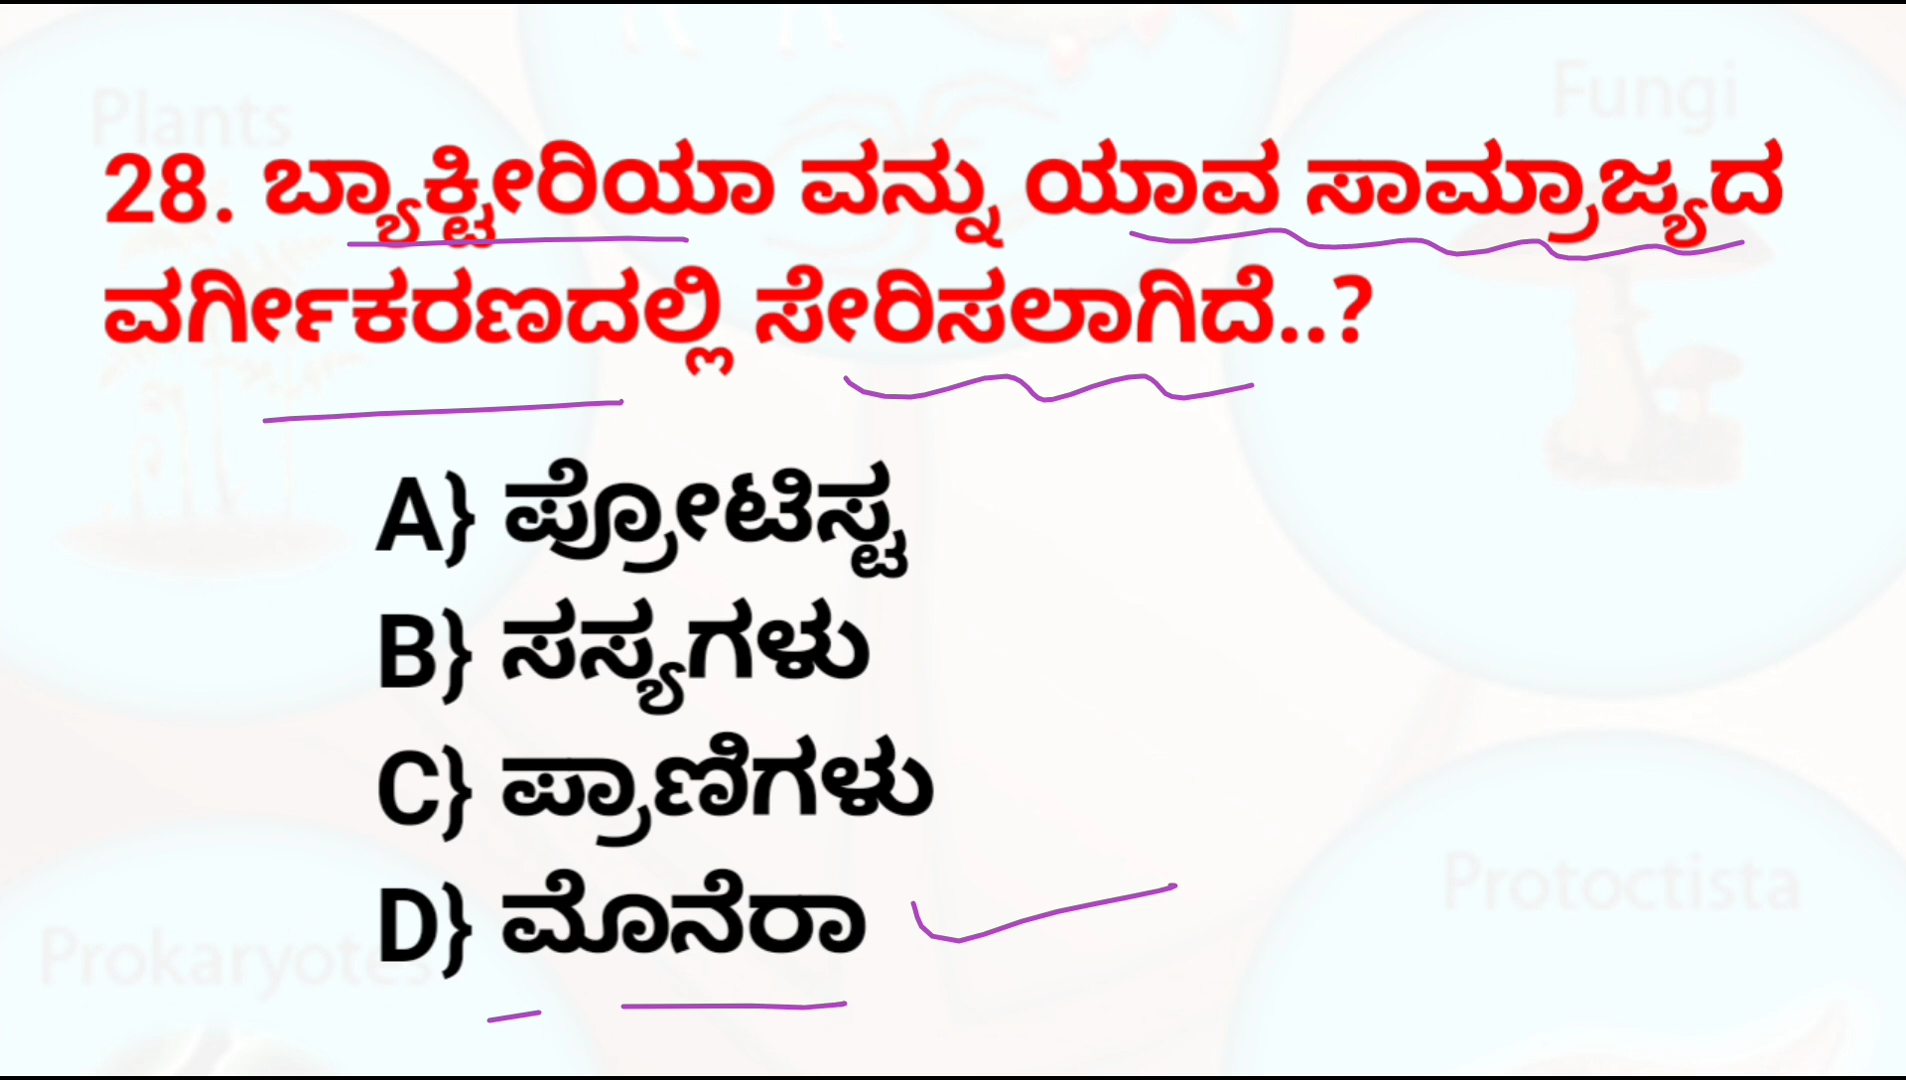 Plants
Fungi
28. ಬ್ಯಾಕ್ಟೀರಿಯಾ ವನ್ನು ಯಾವ ಸಾಮ್ರಾಜ್ಯದ
ವರ್ಗೀಕರಣದಲ್ಲಿ ಸೇರಿಸಲಾಗಿದೆ..?
A} ಪ್ರೋಟಿಸ್ಟ
B} ಸಸ್ಯಗಳು
C} ಪ್ರಾಣಿಗಳು
D} ಮೊನೆರಾ
Protoctista
Prokaryotes